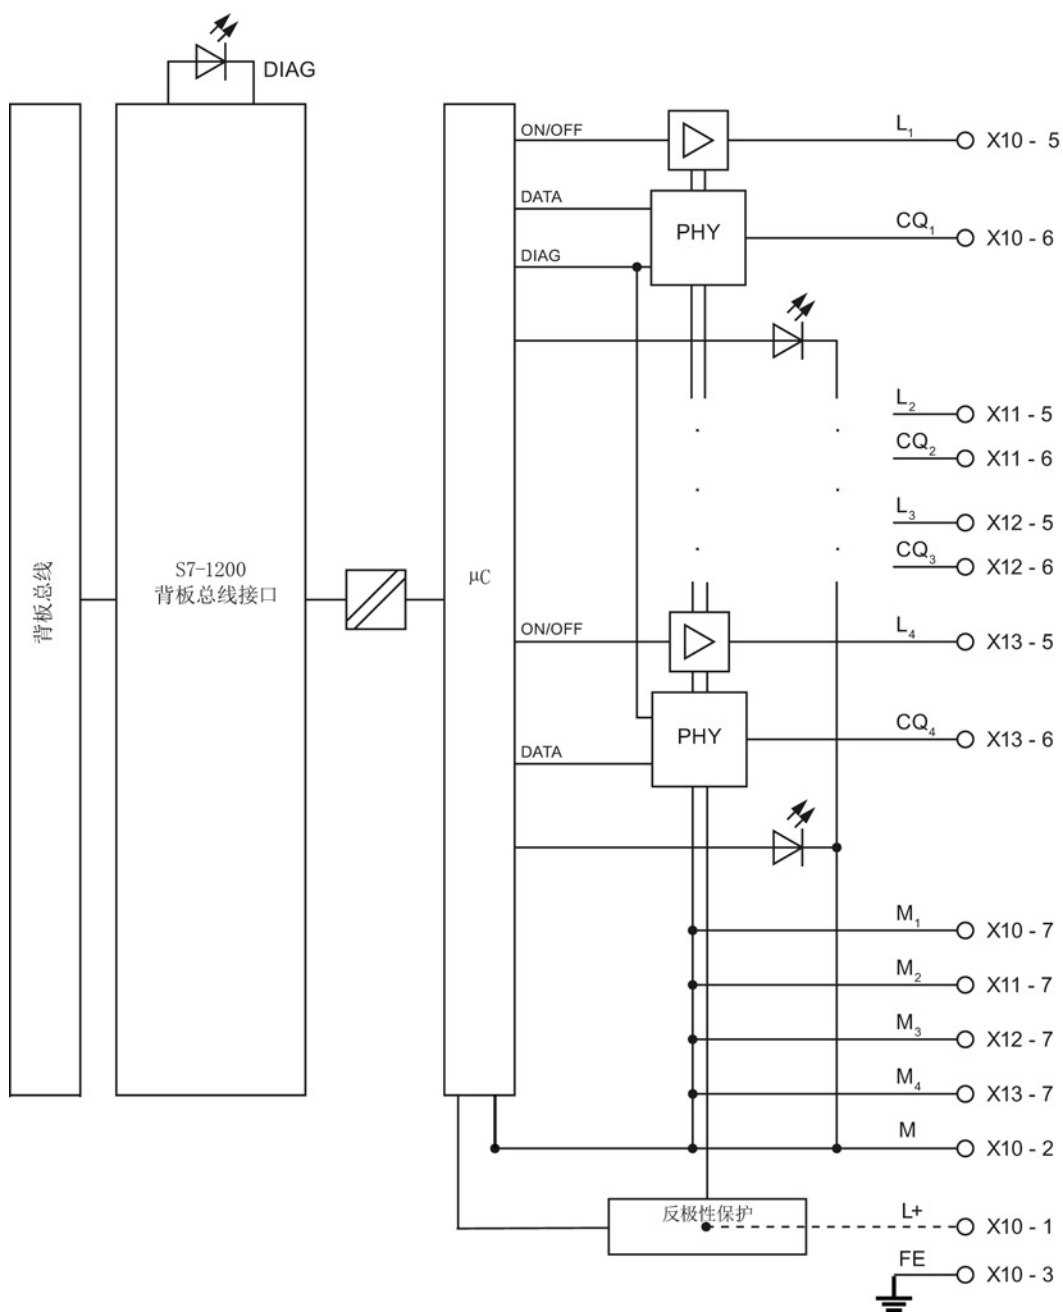 DIAG
ON/OFF
L1
X10 - 5
DATA
PHY
CQ1
X10 - 6
DIAG
L2
X11 - 5
CQ2
X11 - 6
L3
X12 - 5
CQ3
X12 - 6
背板总线
S7-1200
背板总线接口
μC
ON/OFF
L4
X13 - 5
PHY
CQ4
X13 - 6
DATA
M1
X10 - 7
M2
X11 - 7
M3
X12 - 7
M4
X13 - 7
M
X10 - 2
反极性保护
L+
X10 - 1
FE
X10 - 3